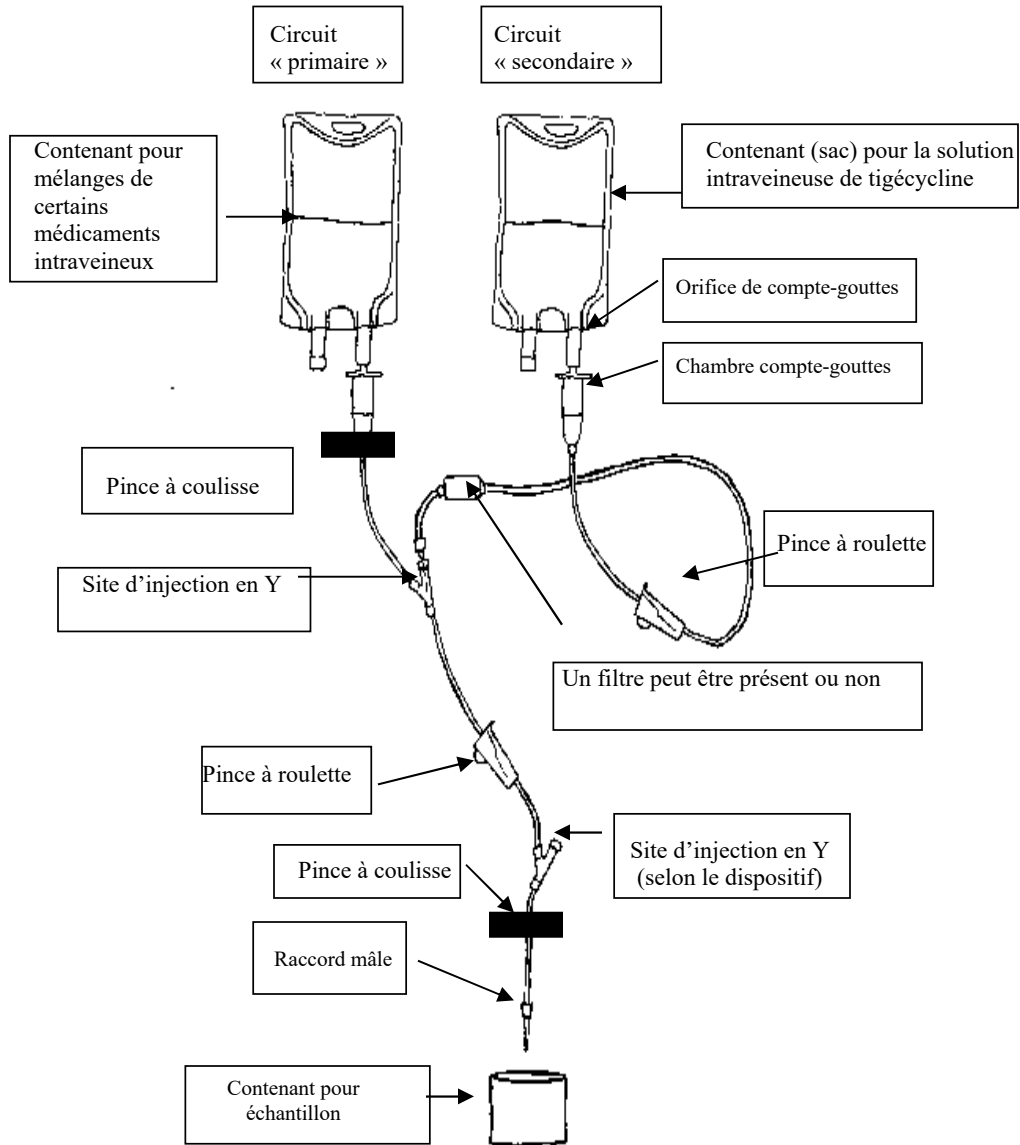 Circuit
« primaire »
Circuit
« secondaire »
Contenant pour
mélanges de
certains
médicaments
intraveineux
Contenant (sac) pour la solution
intraveineuse de tigécycline
Orifice de compte-gouttes
Chambre compte-gouttes
Pince à coulisse
Pince à roulette
Site d’injection en Y
Un filtre peut être présent ou non
Pince à roulette
Site d’injection en Y
(selon le dispositif)
Pince à coulisse
Raccord mâle
Contenant pour
échantillon